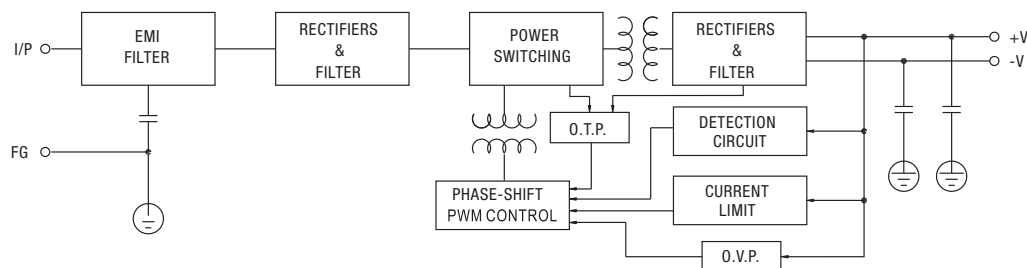 I/P
EMI
FILTER
RECTIFIERS
&
FILTER
POWER
SWITCHING
RECTIFIERS
&
FILTER
+V
-V
O.T.P.
DETECTION
CIRCUIT
FG
PHASE-SHIFT
PWM CONTROL
CURRENT
LIMIT
O.V.P.